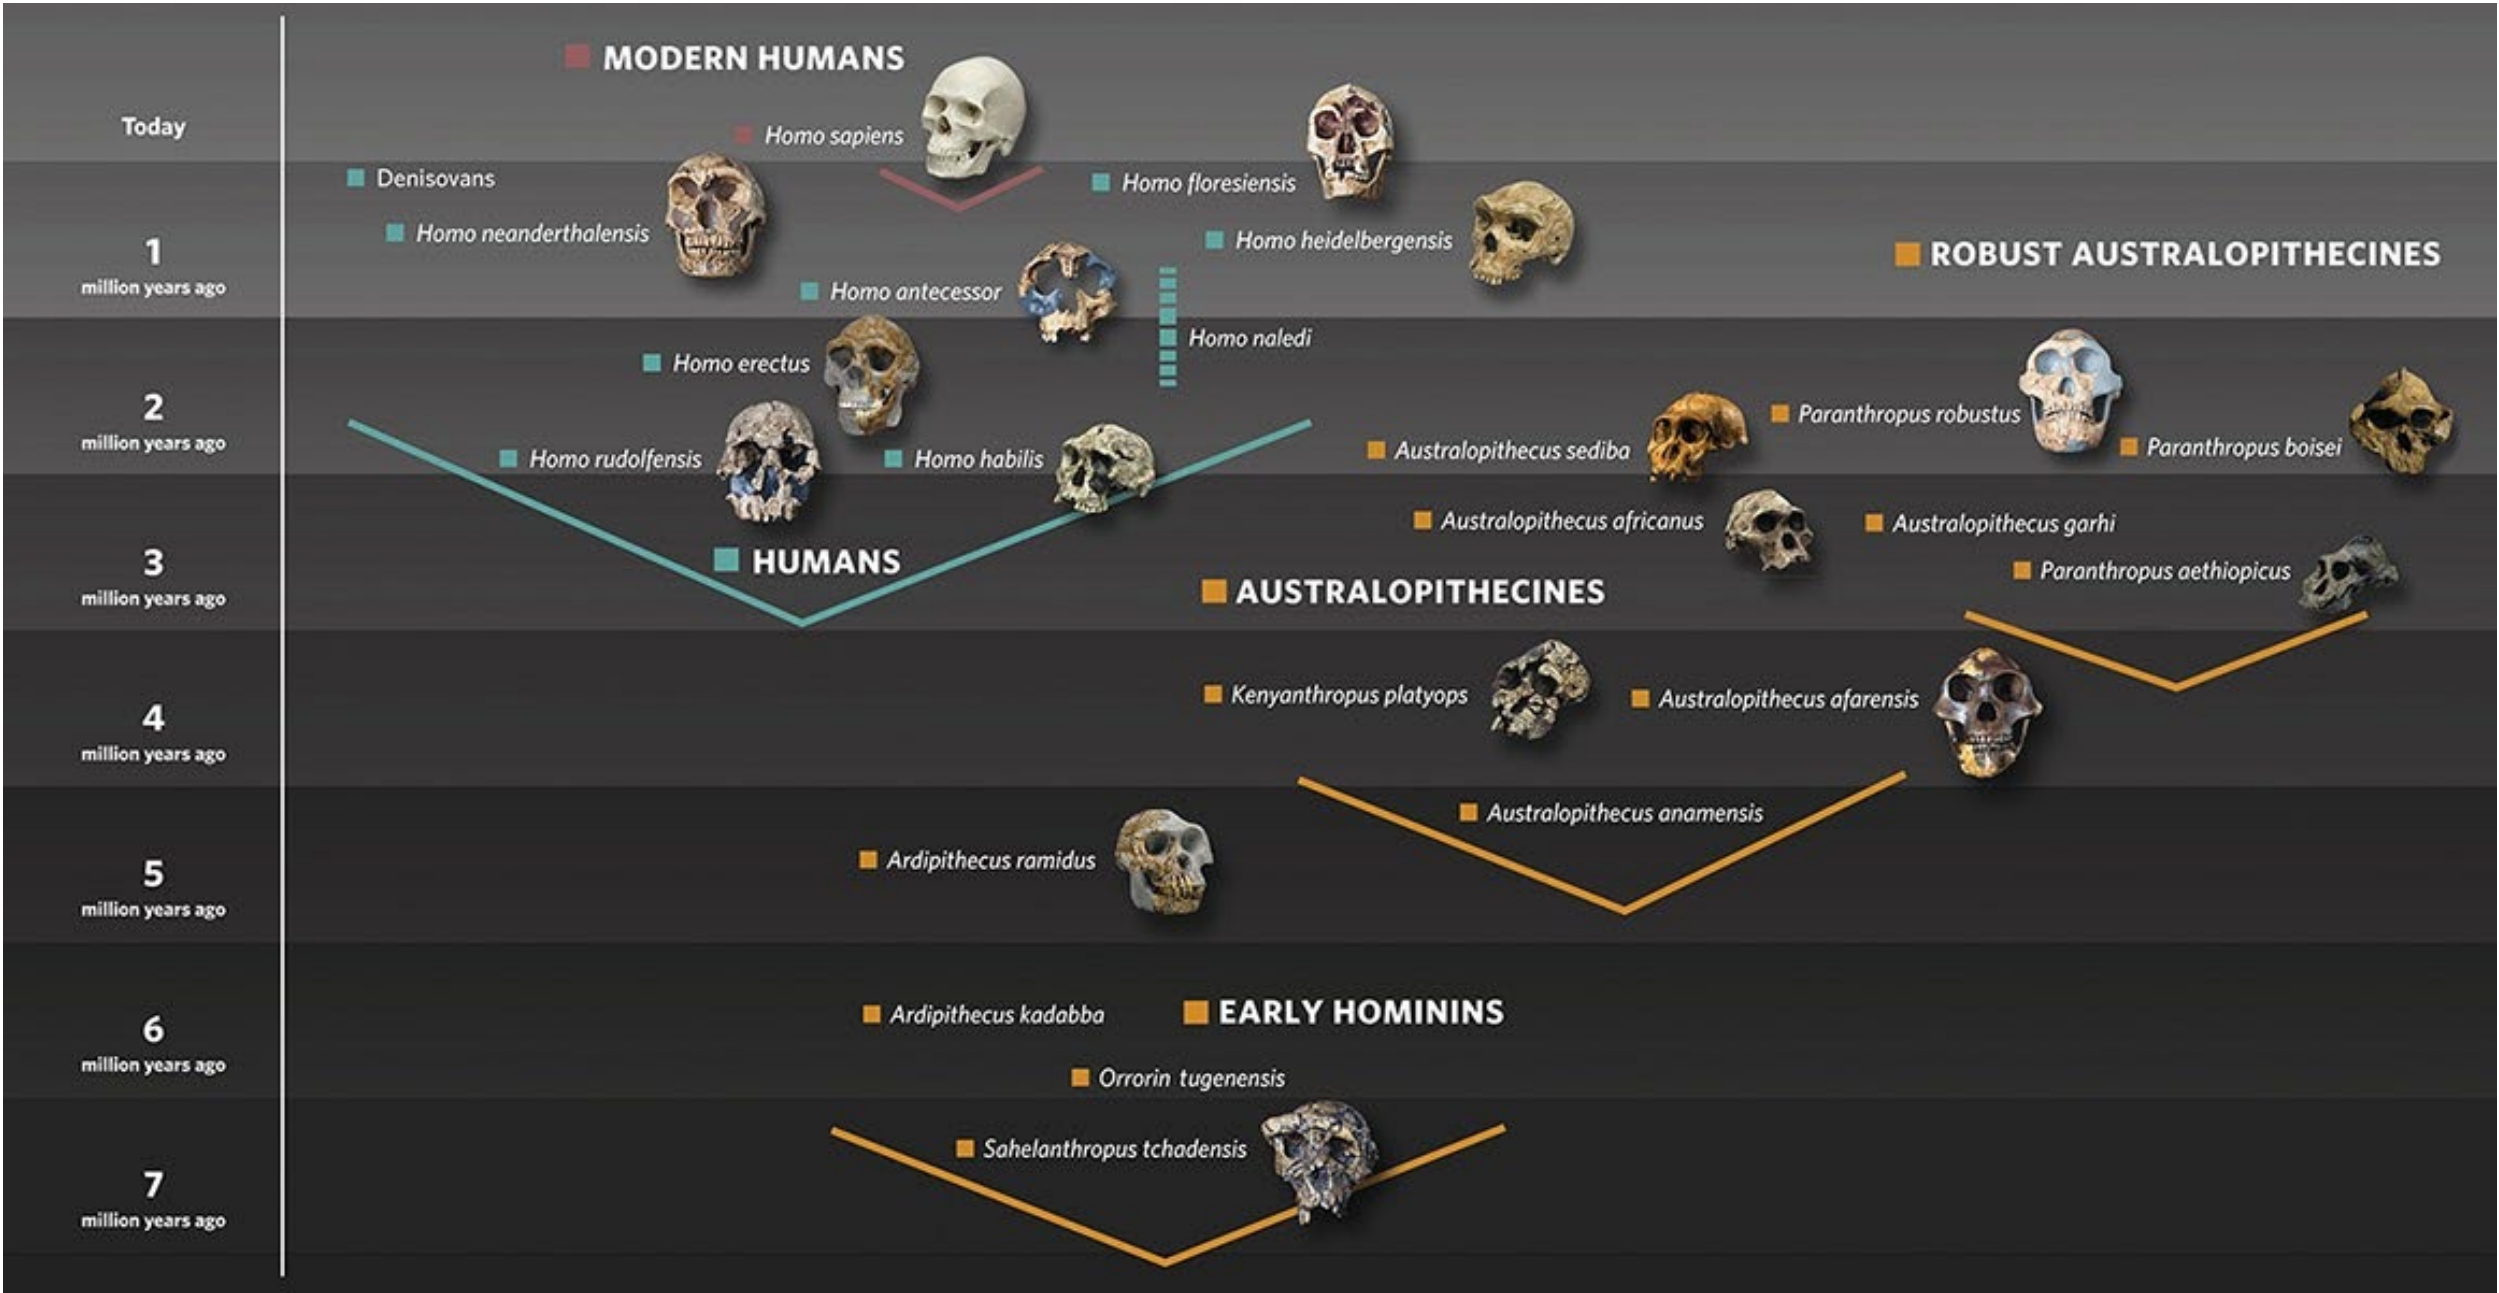 MODERN HUMANS
Today
Homo sapiens
Denisovans
Homo floresiensis
Homo neanderthalensis
Homo heidelbergensis
1
million years ago
ROBUST AUSTRALOPITHECINES
Homo antecessor
Homo naledi
Homo erectus
2
million years ago
Paranthropus robustus
Australopithecus sediba
Paranthropus boisei
Homo rudolfensis
Homo habilis
Australopithecus africanus
Australopithecus garhi
3
million years ago
HUMANS
Paranthropus aethiopicus
AUSTRALOPITHECINES
Kenyanthropus platyops
Australopithecus afarensis
4
million years ago
Australopithecus anamensis
Ardipithecus ramidus
5
million years ago
Ardipithecus kadabba
EARLY HOMININS
6
million years ago
Orrorin tugenensis
Sahelanthropus tchadensis
7
million years ago